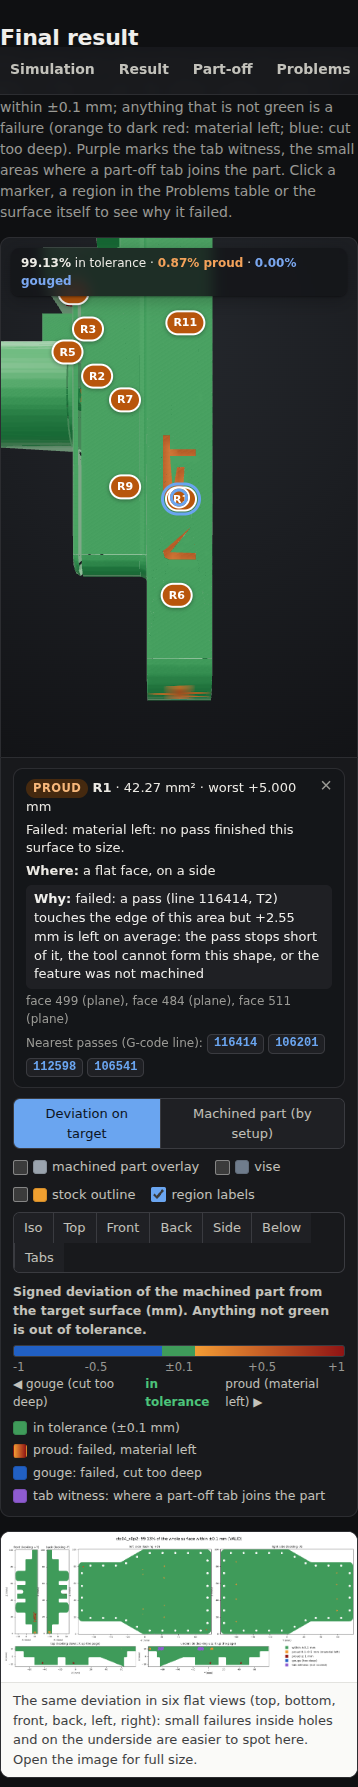 Final result
Simulation Result Part-off Problems
within ±0.1 mm; anything that is not green is a
failure (orange to dark red: material left; blue: cut
too deep). Purple marks the tab witness, the small
areas where a part-off tab joins the part. Click a
marker, a region in the Problems table or the
surface itself to see why it failed.
99.13% in tolerance · 0.87% proud · 0.00%
gouged
R3
R11
R5
R2
R7
R9
R6
PROUD R1 · 42.27 mm² · worst +5.000 ×
mm
Failed: material left: no pass finished this
surface to size.
Where: a flat face, on a side
Why: failed: a pass (line 116414, T2)
touches the edge of this area but +2.55
mm is left on average: the pass stops short
of it, the tool cannot form this shape, or the
feature was not machined
face 499 (plane), face 484 (plane), face 511
(plane)
Nearest passes (G-code line): 116414 106201
112598 106541
Deviation on
target
Machined part (by
setup)
machined part overlay vise
stock outline region labels
Iso Top Front Back Side Below
Tabs
Signed deviation of the machined part from
the target surface (mm). Anything not green
is out of tolerance.
-1 -0.5 ±0.1 +0.5 +1
◀ gouge (cut too
deep)
in
tolerance
proud (material
left) ▶
in tolerance (±0.1 mm)
proud: failed, material left
gouge: failed, cut too deep
tab witness: where a part-off tab joins the part
The same deviation in six flat views (top, bottom,
front, back, left, right): small failures inside holes
and on the underside are easier to spot here.
Open the image for full size.